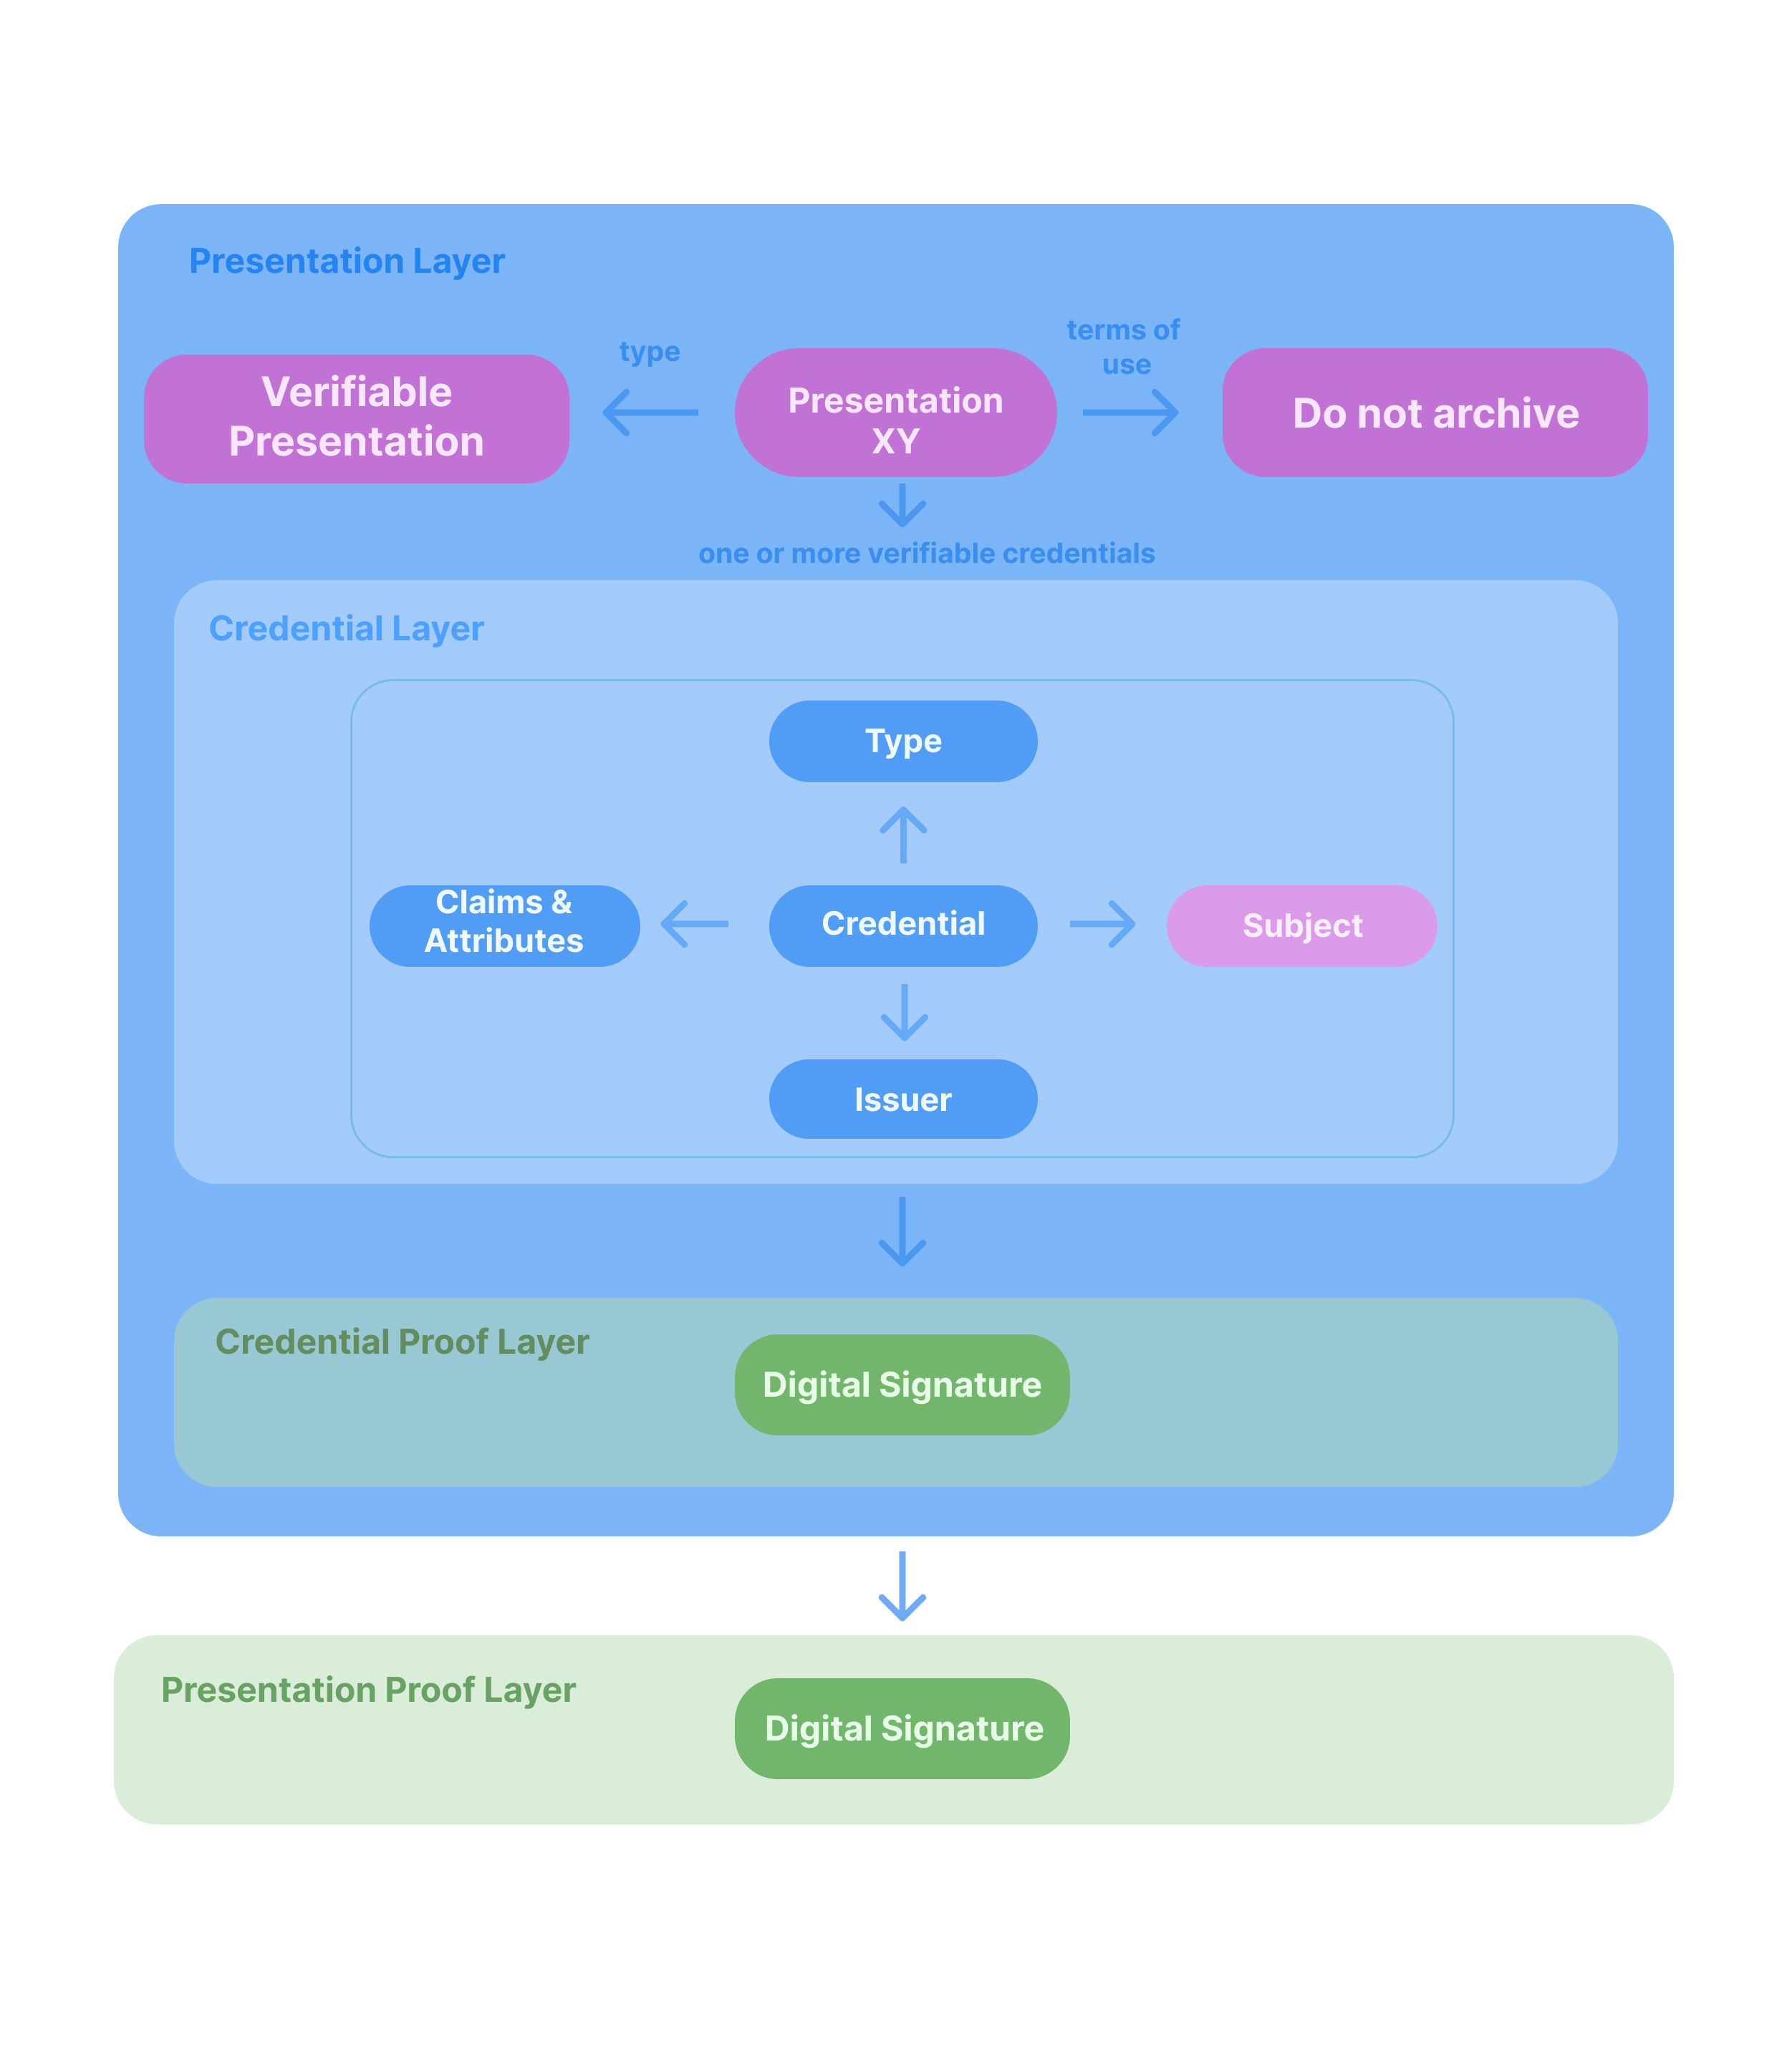 Presentation Layer
type
terms of
use
Verifiable
Presentation
Presentation
XY
Do not archive
one or more verifiable credentials
Credential Layer
Type
Claims &
Attributes
Credential
Subject
Issuer
Credential Proof Layer
Digital Signature
Presentation Proof Layer
Digital Signature